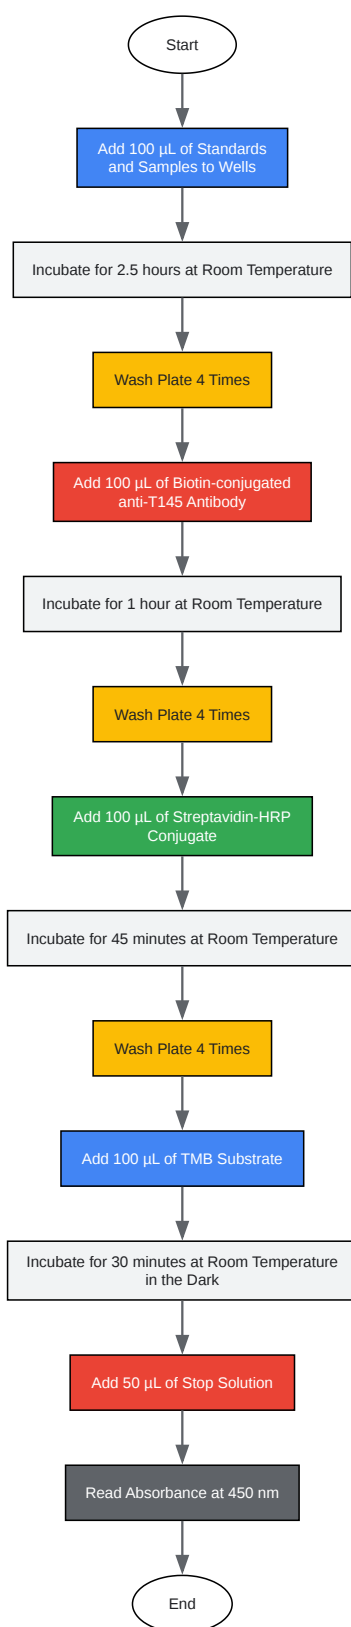 Start
Add 100 µL of Standards
and Samples to Wells
Incubate for 2.5 hours at Room Temperature
Wash Plate 4 Times
Add 100 µL of Biotin-conjugated
anti-T145 Antibody
Incubate for 1 hour at Room Temperature
Wash Plate 4 Times
Add 100 µL of Streptavidin-HRP
Conjugate
Incubate for 45 minutes at Room Temperature
Wash Plate 4 Times
Add 100 µL of TMB Substrate
Incubate for 30 minutes at Room Temperature
in the Dark
Add 50 µL of Stop Solution
Read Absorbance at 450 nm
End